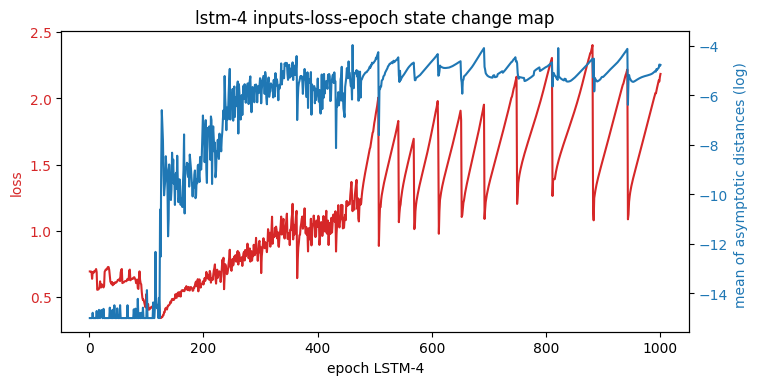 lstm-4 inputs-loss-epoch state change map
loss
2.5
2.0
1.5
1.0
0.5
mean of asymptotic distances (log)
−4
−6
−8
−10
−12
−14
0 200 400 600 800 1000
epoch LSTM-4